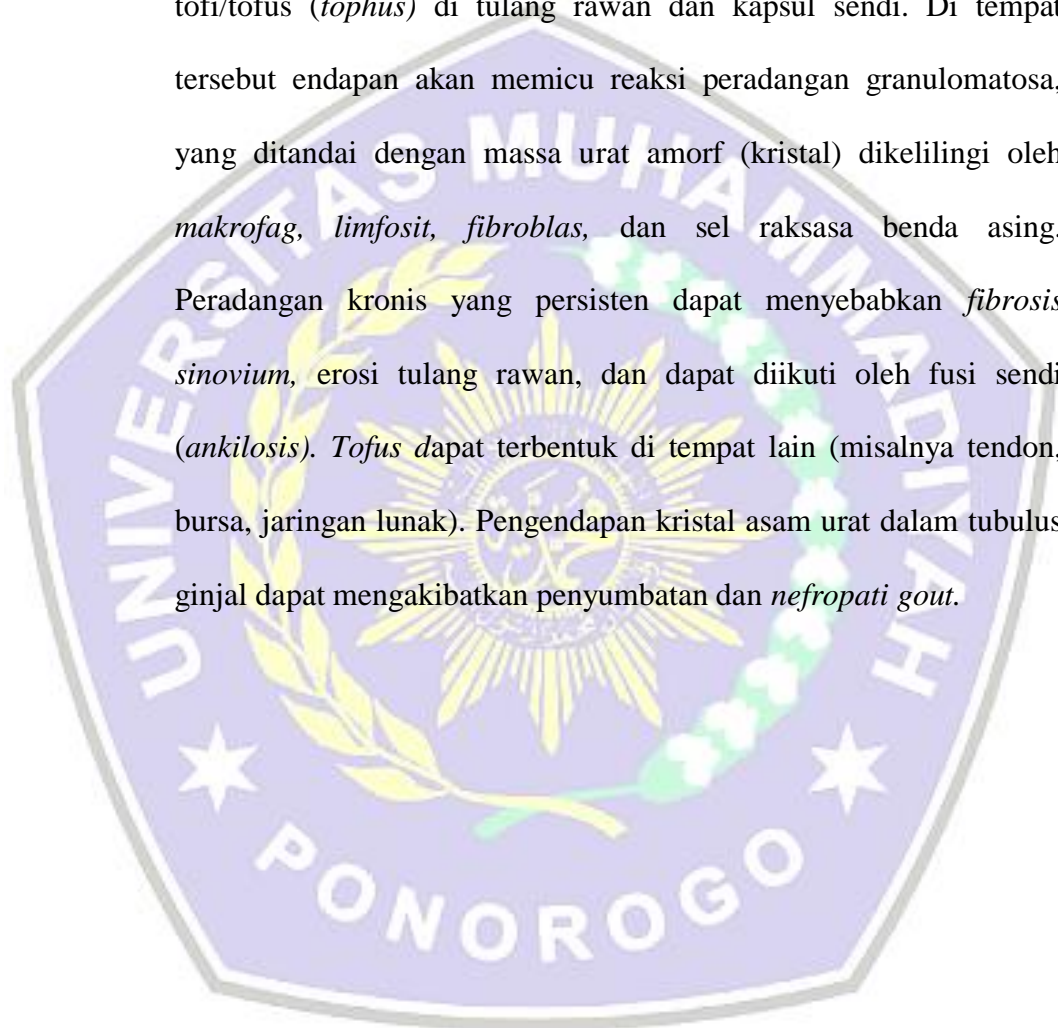 tofi/tofus (tophus) di tulang rawan dan kapsul sendi. Di tempat
tersebut endapan akan memicu reaksi peradangan granulomatosa,
yang ditandai dengan massa urat amorf (kristal) dikelilingi oleh
makrofag, limfosit, fibroblas, dan sel raksasa benda asing.
Peradangan kronis yang persisten dapat menyebabkan fibrosis
sinovium, erosi tulang rawan, dan dapat diikuti oleh fusi sendi
(ankilosis). Tofus dapat terbentuk di tempat lain (misalnya tendon,
bursa, jaringan lunak). Pengendapan kristal asam urat dalam tubulus
ginjal dapat mengakibatkan penyumbatan dan nefropati gout.
UNIVERSITAS MUHAMMADIYAH
PONOROGO